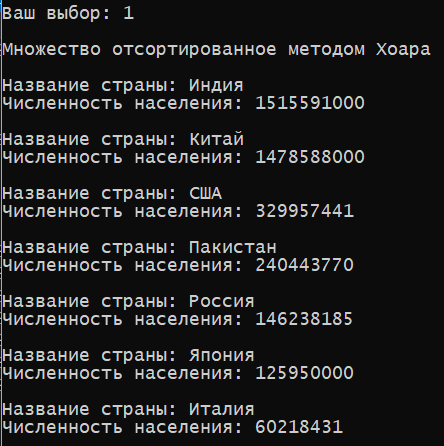 Ваш выбор: 1
Множество отсортированное методом Хоара
Название страны: Индия
Численность населения: 1515591000
Название страны: Китай
Численность населения: 1478588000
Название страны: США
Численность населения: 329957441
Название страны: Пакистан
Численность населения: 240443770
Название страны: Россия
Численность населения: 146238185
Название страны: Япония
Численность населения: 125950000
Название страны: Италия
Численность населения: 60218431